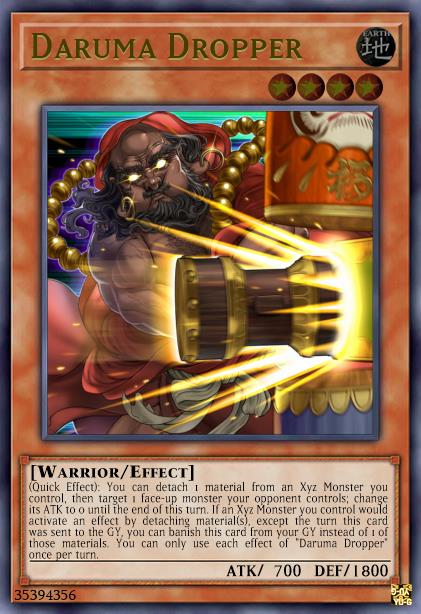 DARUMA DROPPER
EARTH
地
[WARRIOR/EFFECT]
(Quick Effect): You can detach 1 material from an Xyz Monster you
control, then target 1 face-up monster your opponent controls; change
its ATK to 0 until the end of this turn. If an Xyz Monster you control would
activate an effect by detaching material(s), except the turn this card
was sent to the GY, you can banish this card from your GY instead of 1 of
those materials. You can only use each effect of "Daruma Dropper"
once per turn.
ATK/ 700 DEF/1800
35394356